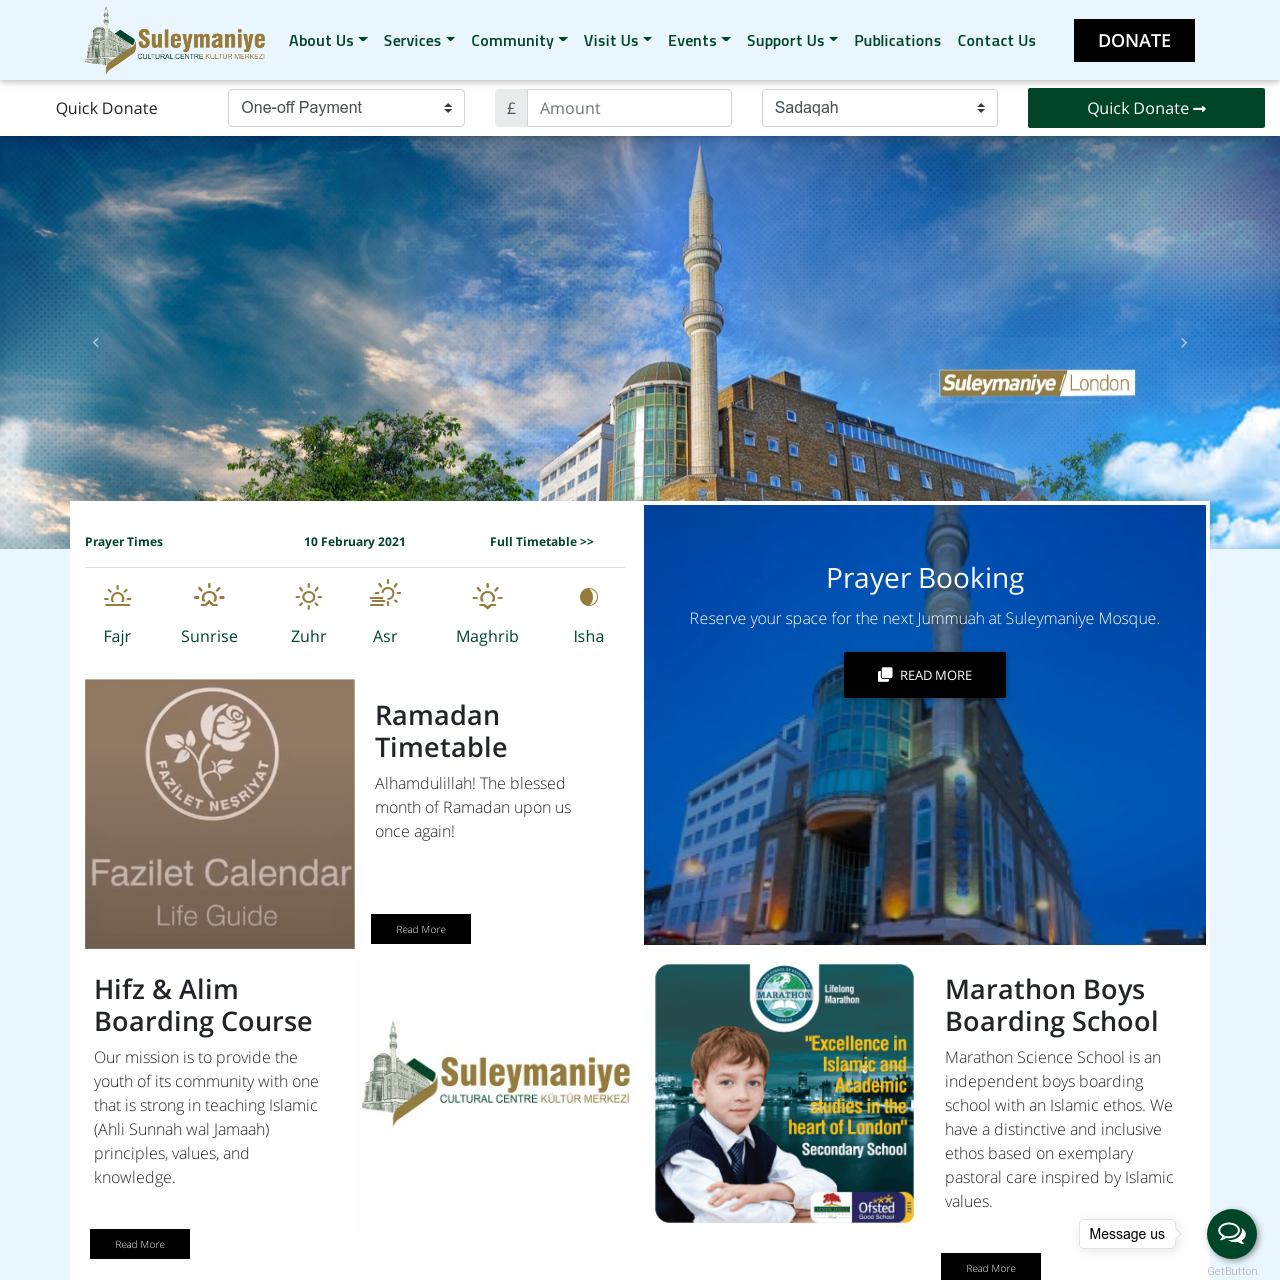 Suleymaniye
CULTURAL CENTRE KÜLTÜR MERKEZİ
About Us
Services
Community
Visit Us
Events
Support Us
Publications
Contact Us
DONATE
Quick Donate
One-off Payment
£
Amount
Sadaqah
Quick Donate
Suleymaniye London
Prayer Times
10 February 2021
Full Timetable >>
Fajr
Sunrise
Zuhr
Asr
Maghrib
Isha
Prayer Booking
Reserve your space for the next Jummuah at Suleymaniye Mosque.
READ MORE
FAZİLET NEŞRİYAT
Fazilet Calendar
Life Guide
Ramadan
Timetable
Alhamdulillah! The blessed
month of Ramadan upon us
once again!
Read More
Hifz & Alim
Boarding Course
Our mission is to provide the
youth of its community with one
that is strong in teaching Islamic
(Ahli Sunnah wal Jamaah)
principles, values, and
knowledge.
Read More
Suleymaniye
CULTURAL CENTRE KÜLTÜR MERKEZİ
MARATHON
Lifelong
Marathon
"Excellence in
Islamic and
Academic
studies in the
heart of London"
Secondary School
Ofsted
Good School
Marathon Boys
Boarding School
Marathon Science School is an
independent boys boarding
school with an Islamic ethos. We
have a distinctive and inclusive
ethos based on exemplary
pastoral care inspired by Islamic
values.
Read More
Message us
GetButton